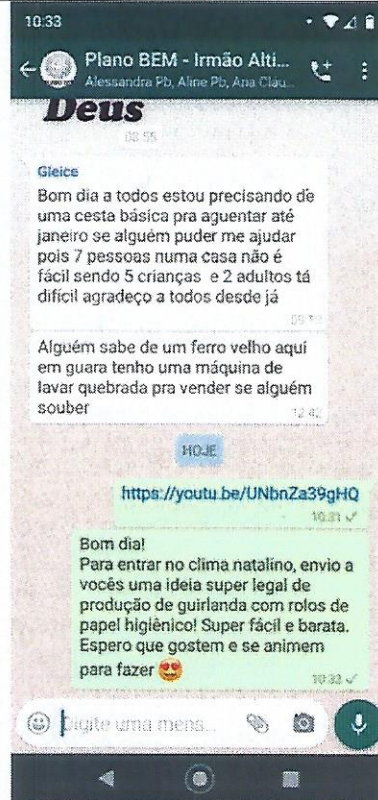 10:33
Plano BEM - Irmão Alti...
Alessandra Pb, Aline Pb, Ana Cláu...
Deus
08:55
Gleice
Bom dia a todos estou precisando de
uma cesta básica pra aguentar até
janeiro se alguém puder me ajudar
pois 7 pessoas numa casa não é
fácil sendo 5 crianças e 2 adultos tá
difícil agradeço a todos desde já
Alguém sabe de um ferro velho aqui
em guara tenho uma máquina de
lavar quebrada pra vender se alguém
souber
12:42
HOJE
https://youtu.be/UNbnZa39gHQ
10:31
Bom dia!
Para entrar no clima natalino, envio a
vocês uma ideia super legal de
produção de guirlanda com rolos de
papel higiênico! Super fácil e barata.
Espero que gostem e se animem
para fazer 😍
10:33
Digite uma mens...